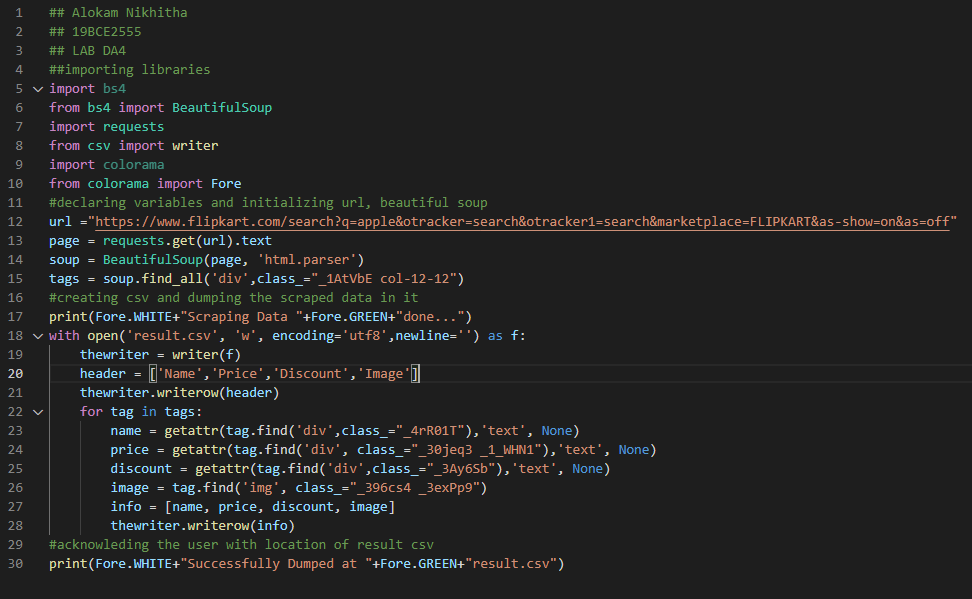 1 ## Alokam Nikhitha
2 ## 19BCE2555
3 ## LAB DA4
4 ##importing libraries
5 import bs4
6 from bs4 import BeautifulSoup
7 import requests
8 from csv import writer
9 import colorama
10 from colorama import Fore
11 #declaring variables and initializing url, beautiful soup
12 url ="https://www.flipkart.com/search?q=apple&otracker=search&otracker1=search&marketplace=FLIPKART&as-show=on&as=off"
13 page = requests.get(url).text
14 soup = BeautifulSoup(page, 'html.parser')
15 tags = soup.find_all('div',class_="_1AtVbE col-12-12")
16 #creating csv and dumping the scraped data in it
17 print(Fore.WHITE+"Scraping Data "+Fore.GREEN+"done...")
18 with open('result.csv', 'w', encoding='utf8',newline='') as f:
19     thewriter = writer(f)
20     header = ['Name','Price','Discount','Image']
21     thewriter.writerow(header)
22     for tag in tags:
23         name = getattr(tag.find('div',class_="_4rR01T"),'text', None)
24         price = getattr(tag.find('div', class_="_30jeq3 _1_WHN1"),'text', None)
25         discount = getattr(tag.find('div',class_="_3Ay6Sb"),'text', None)
26         image = tag.find('img', class_="_396cs4 _3exPp9")
27         info = [name, price, discount, image]
28         thewriter.writerow(info)
29 #acknowleding the user with location of result csv
30 print(Fore.WHITE+"Successfully Dumped at "+Fore.GREEN+"result.csv")